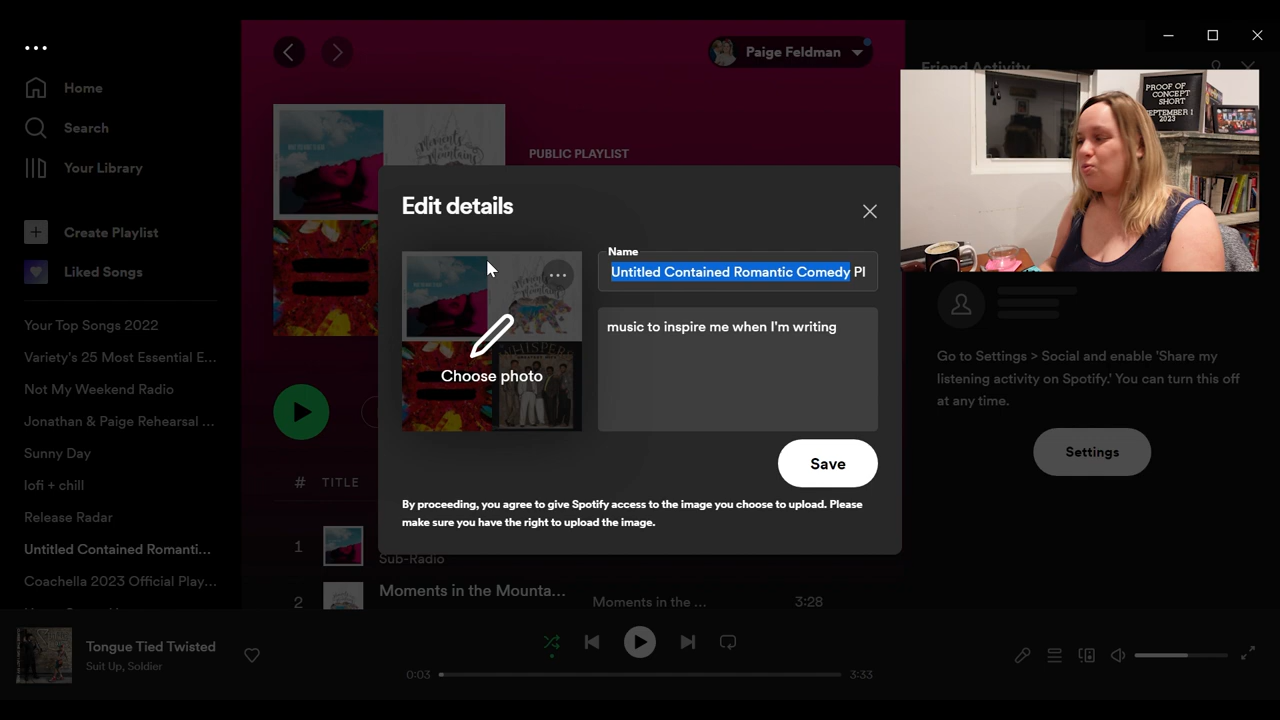 Home
Search
Your Library
Create Playlist
Liked Songs
Your Top Songs 2022
Variety's 25 Most Essential E...
Not My Weekend Radio
Jonathan & Paige Rehearsal ...
Sunny Day
lofi + chill
Release Radar
Untitled Contained Romanti...
Coachella 2023 Official Play...
Paige Feldman
PUBLIC PLAYLIST
# TITLE
1
Sub-Radio
2 Moments in the Mounta... Moments in the ... 3:28
Edit details
Name
Untitled Contained Romantic Comedy Pl
music to inspire me when I'm writing
Choose photo
Save
By proceeding, you agree to give Spotify access to the image you choose to upload. Please
make sure you have the right to upload the image.
Friend Activity
PROOF OF
CONCEPT
SHORT
SEPTEMBER 1
2023
Go to Settings > Social and enable 'Share my
listening activity on Spotify.' You can turn this off
at any time.
Settings
Tongue Tied Twisted
Suit Up, Soldier
0:03
3:33